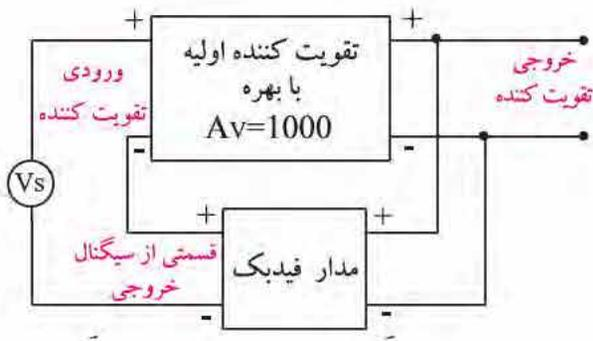 + +
تقویت کننده اولیه
با بهره
Av=1000
ورودی
تقویت کننده
خروجی
تقویت کننده
- -
Vs
+ +
قسمتی از سیگنال
خروجی
مدار فیدبک
- -